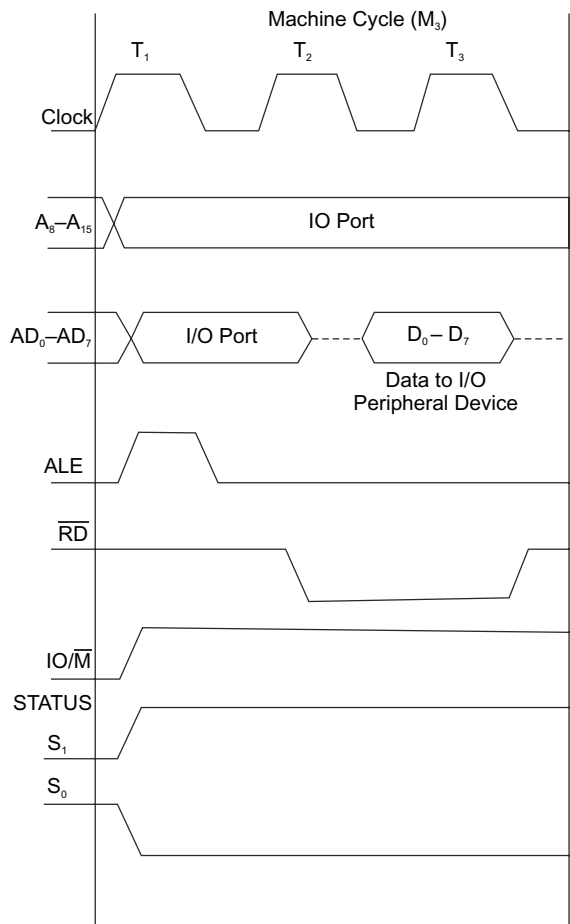 Machine Cycle (M₃)
T₁ T₂ T₃
Clock
A₈–A₁₅ IO Port
AD₀–AD₇ I/O Port D₀– D₇
Data to I/O
Peripheral Device
ALE
R̅D̅
IO/M̅
STATUS
S₁
S₀